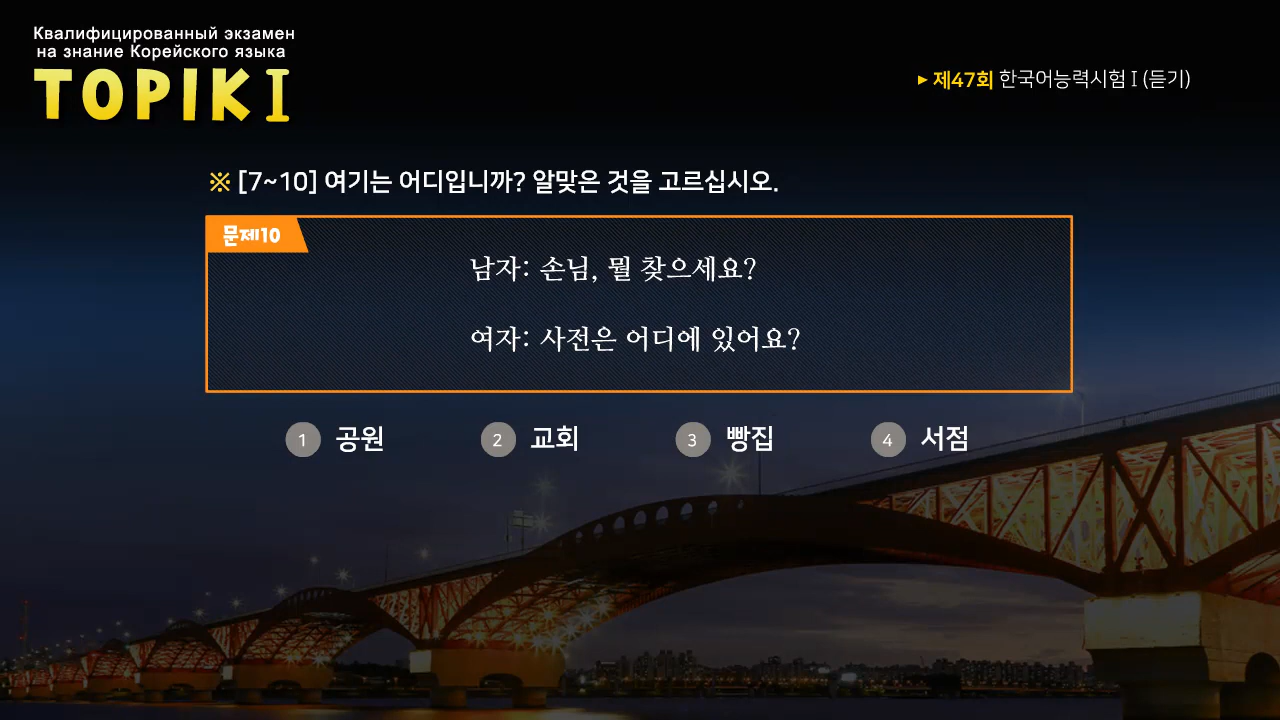 Квалифицированный экзамен
на знание Корейского языка
TOPIK I
▶ 제47회 한국어능력시험 I (듣기)
※ [7~10] 여기는 어디입니까? 알맞은 것을 고르십시오.
문제10
남자: 손님, 뭘 찾으세요?
여자: 사전은 어디에 있어요?
1 공원 2 교회 3 빵집 4 서점